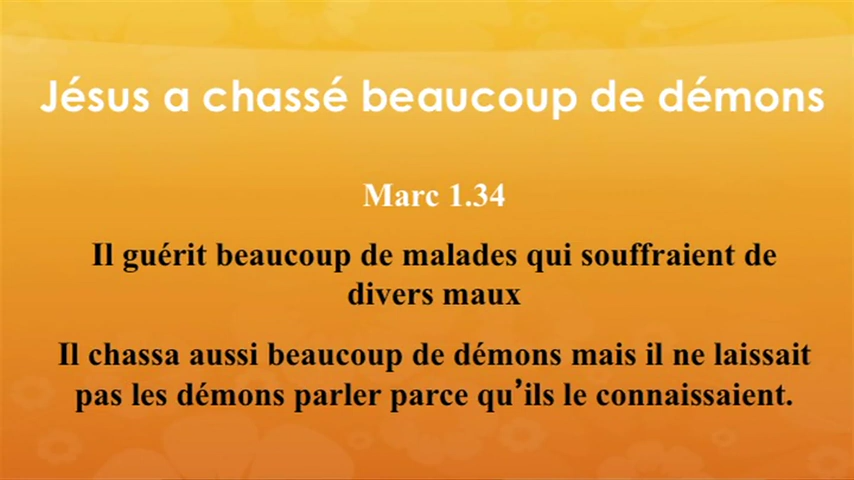 Jésus a chassé beaucoup de démons
Marc 1.34
Il guérit beaucoup de malades qui souffraient de
divers maux
Il chassa aussi beaucoup de démons mais il ne laissait
pas les démons parler parce qu’ils le connaissaient.